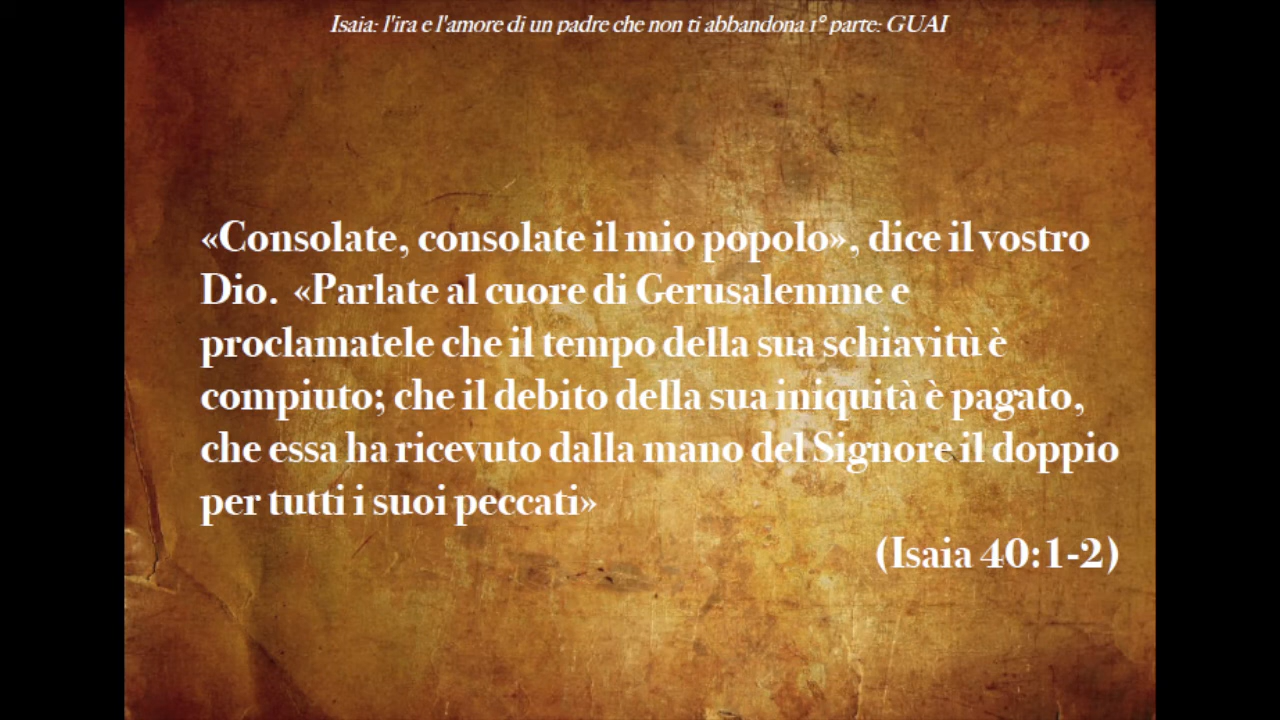 Isaia: l'ira e l'amore di un padre che non ti abbandona 1° parte: GUAI
«Consolate, consolate il mio popolo», dice il vostro
Dio. «Parlate al cuore di Gerusalemme e
proclamatele che il tempo della sua schiavitù è
compiuto; che il debito della sua iniquità è pagato,
che essa ha ricevuto dalla mano del Signore il doppio
per tutti i suoi peccati»
(Isaia 40:1-2)